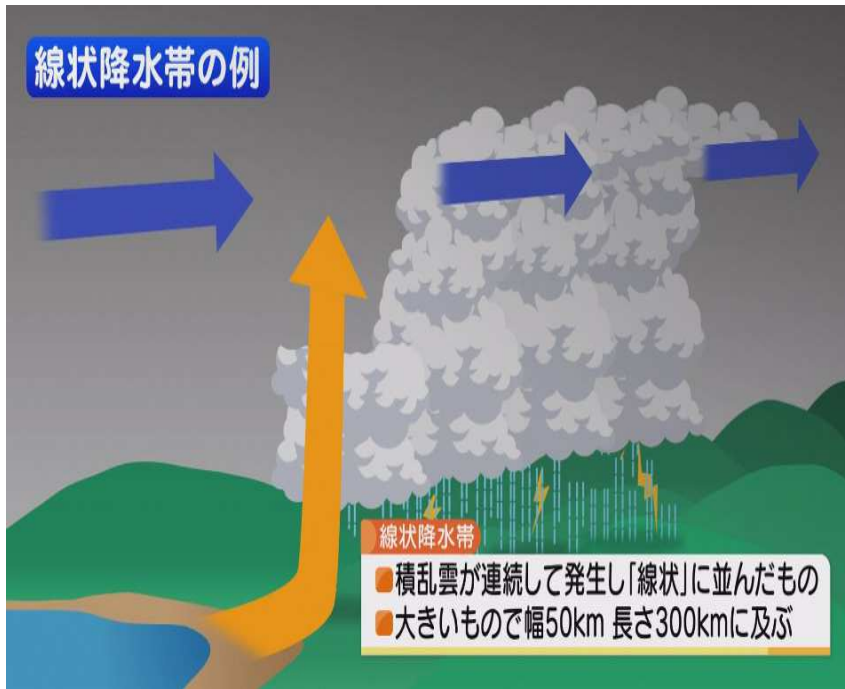 線状降水帯の例
線状降水帯
■積乱雲が連続して発生し「線状」に並んだもの
■大きいもので幅50km 長さ300kmに及ぶ